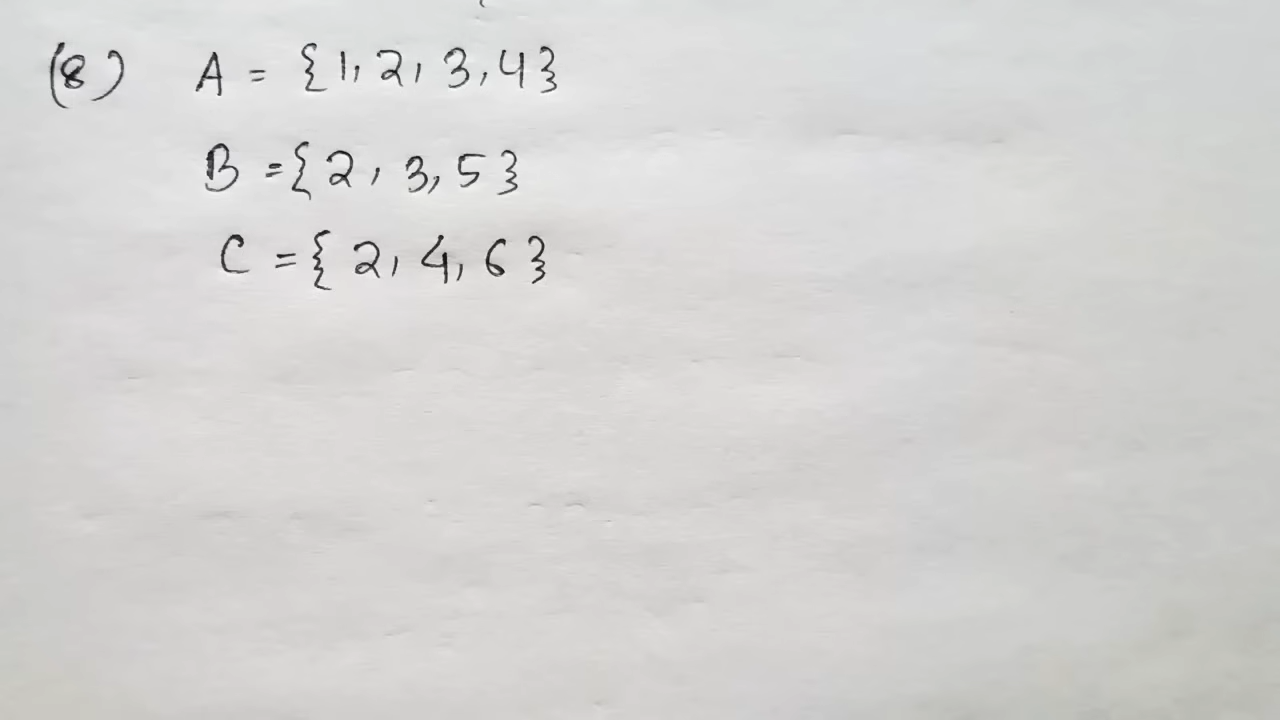 (8) A = {1, 2, 3, 4}
B = {2, 3, 5}
C = {2, 4, 6}